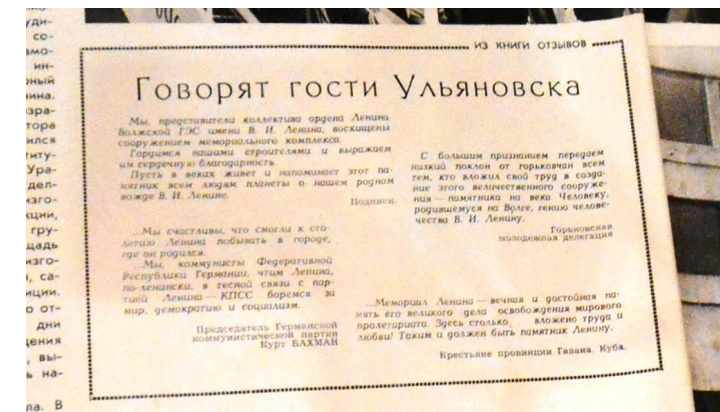 ИЗ КНИГИ ОТЗЫВОВ
Говорят гости Ульяновска
Мы, представители коллектива ордена Ленина
Волжской ГЭС имени В. И. Ленина, восхищены
сооружением мемориального комплекса.
Гордимся нашими строителями и выражаем
им сердечную благодарность.
Пусть в веках живет и напоминает этот па-
мятник всем людям планеты о нашем родном
вожде В. И. Ленине.
Подписи.
...Мы счастливы, что смогли к сто-
летию Ленина побывать в городе,
где он родился.
...Мы, коммунисты Федеративной
Республики Германии, чтим Ленина,
по-ленински, в тесной связи с пар-
тией Ленина — КПСС боремся за
мир, демократию и социализм.
Председатель Германской
коммунистической партии
Курт БАХМАН
С большим признанием передаем
низкий поклон от горьковчан всем
тем, кто вложил свой труд в созда-
ние этого величественного сооруже-
ния — памятника на века Человеку,
родившемуся на Волге, гению челове-
чества В. И. Ленину.
Горьковская
молодежная делегация
...Мемориал Ленина — вечная и достойная па-
мять его великого дела освобождения мирового
пролетариата. Здесь столько вложено труда и
любви! Таким и должен быть памятник Ленину.
Крестьяне провинции Гавана. Куба.